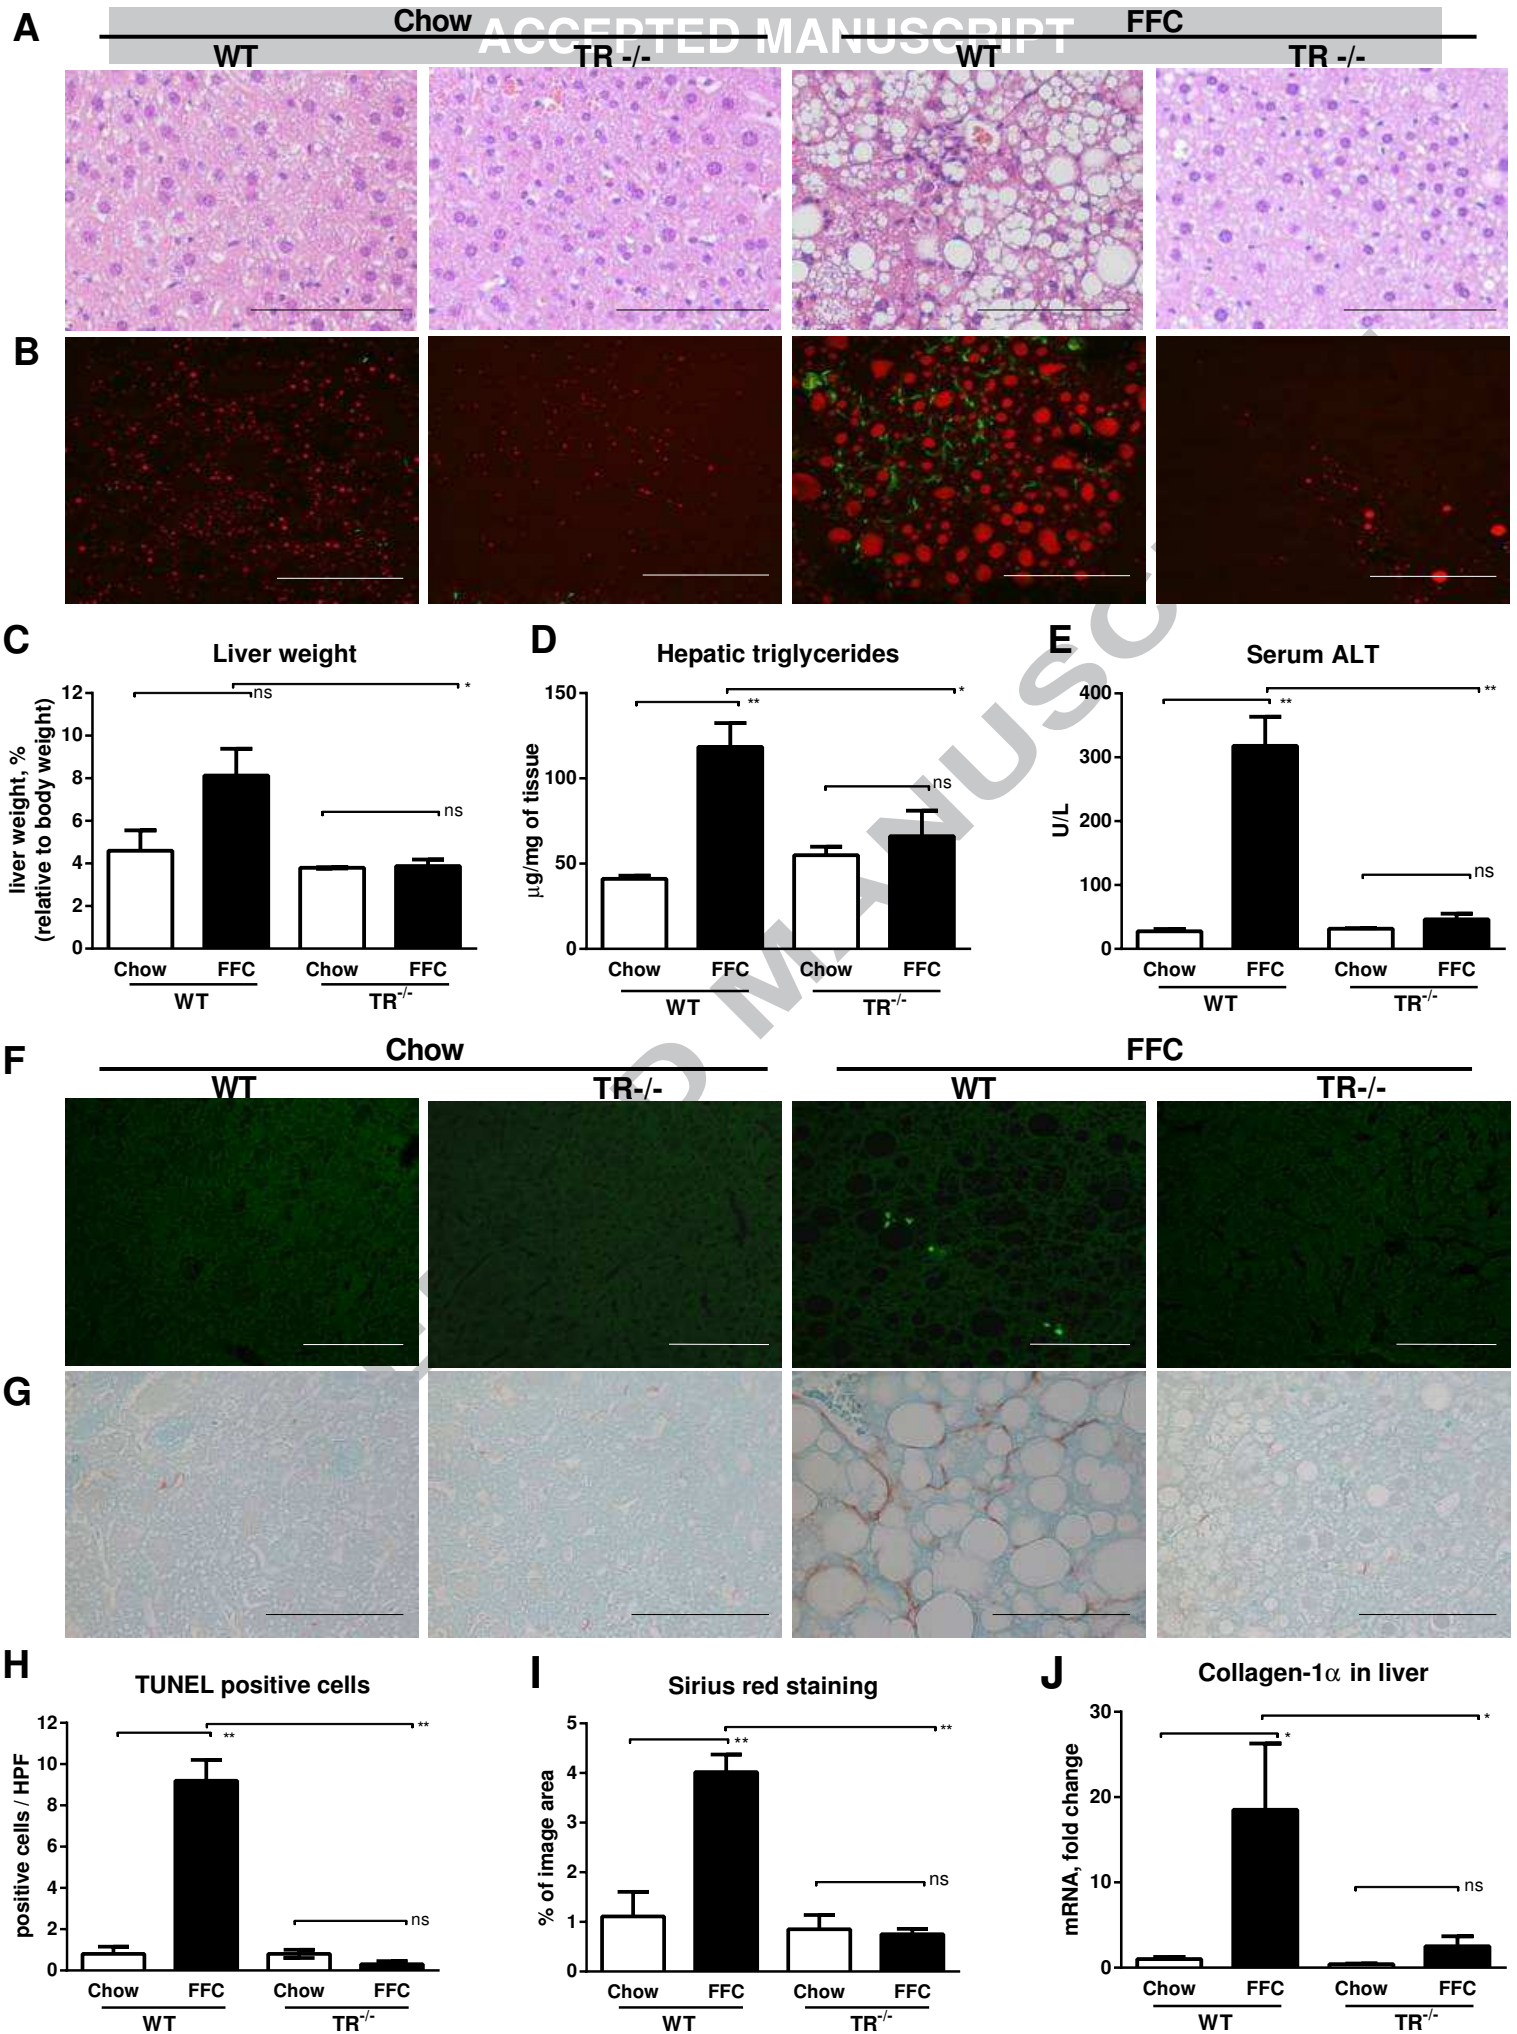 ACCEPTED MANUSCRIPT
A Chow FFC
WT TR -/- WT TR -/-
B
C Liver weight
liver weight, %
(relative to body weight)
12
10
8
6
4
2
0
ns *
ns
Chow FFC Chow FFC
WT TR-/-
D Hepatic triglycerides
µg/mg of tissue
150
100
50
0
** *
ns
Chow FFC Chow FFC
WT TR-/-
E Serum ALT
U/L
400
300
200
100
0
** **
ns
Chow FFC Chow FFC
WT TR-/-
F Chow FFC
WT TR-/- WT TR-/-
G
H TUNEL positive cells
positive cells / HPF
12
10
8
6
4
2
0
** **
ns
Chow FFC Chow FFC
WT TR-/-
I Sirius red staining
% of image area
5
4
3
2
1
0
** **
ns
Chow FFC Chow FFC
WT TR-/-
J Collagen-1α in liver
mRNA, fold change
30
20
10
0
* *
ns
Chow FFC Chow FFC
WT TR-/-